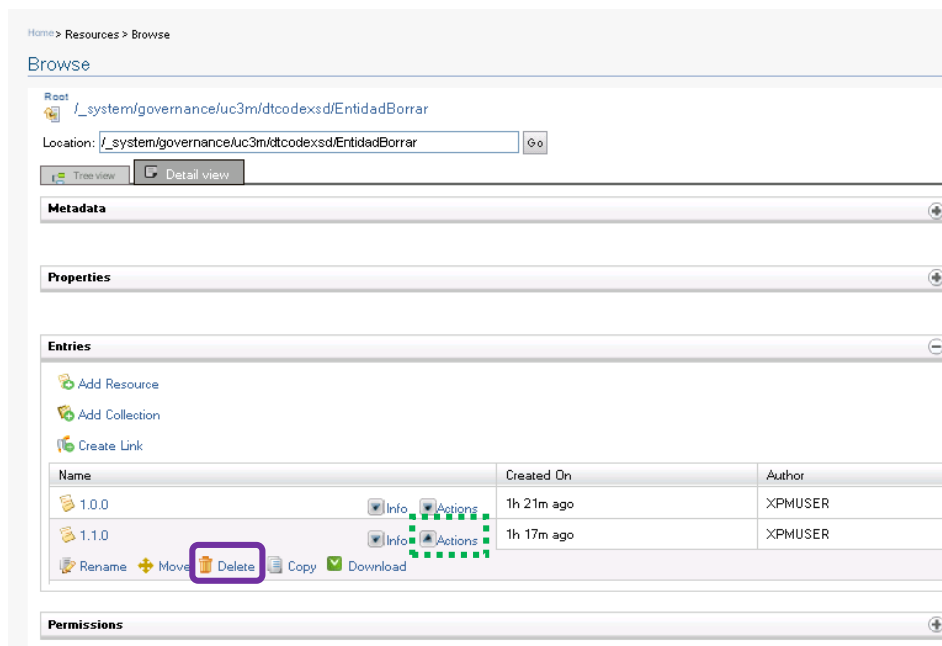 Home > Resources > Browse
Browse
Root
/_system/governance/uc3m/dtcodexsd/EntidadBorrar
Location: /_system/governance/uc3m/dtcodexsd/EntidadBorrar Go
Tree view Detail view
Metadata
Properties
Entries
Add Resource
Add Collection
Create Link
Name Created On Author
1.0.0 Info Actions 1h 21m ago XPMUSER
1.1.0 Info Actions 1h 17m ago XPMUSER
Rename Move Delete Copy Download
Permissions